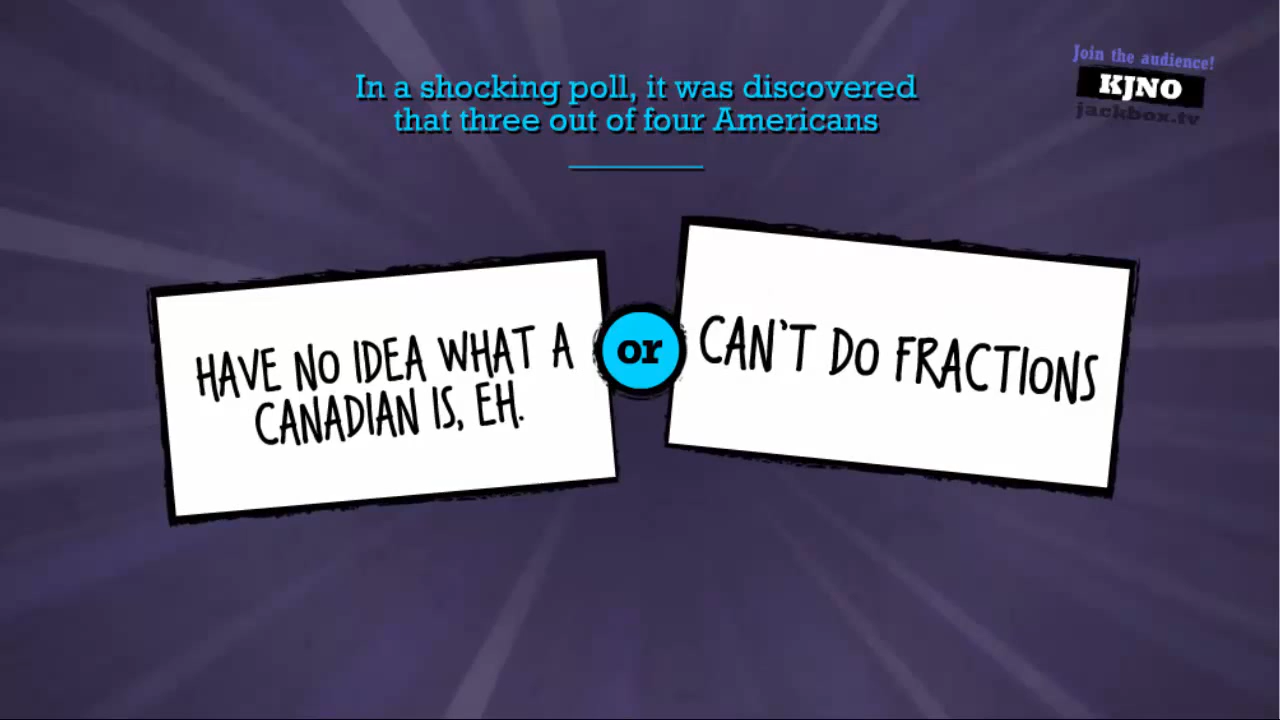 Join the audience!
KJNO
jackbox.tv
In a shocking poll, it was discovered
that three out of four Americans
HAVE NO IDEA WHAT A
CANADIAN IS, EH.
or
CAN'T DO FRACTIONS